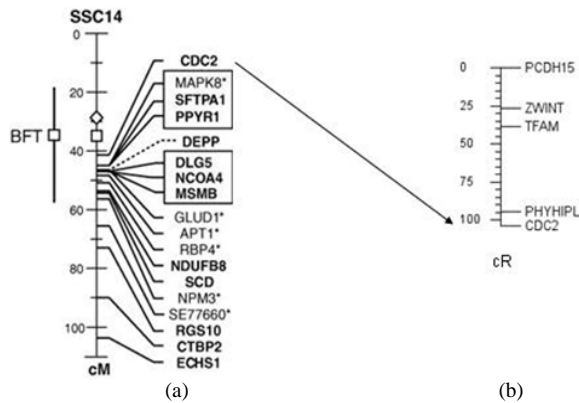 SSC14
0
20
40
60
80
100
cM
BFT
CDC2
MAPK8*
SFTPA1
PPYR1
DEPP
DLG5
NCOA4
MSMB
GLUD1*
APT1*
RBP4*
NDUFB8
SCD
NPM3*
SE77660*
RGS10
CTBP2
ECHS1
(a)
0 PCDH15
25 ZWINT
TFAM
50
75
PHYHIPL
100 CDC2
cR
(b)